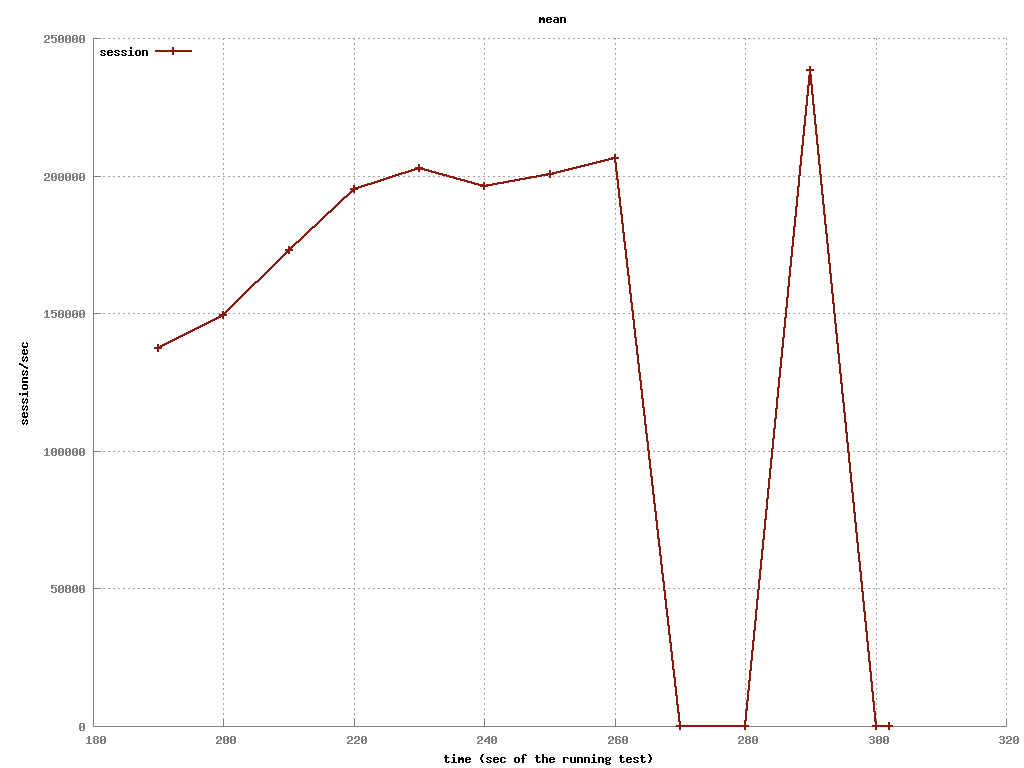 mean
250000
session
200000
150000
sessions/sec
100000
50000
0
180 200 220 240 260 280 300 320
time (sec of the running test)